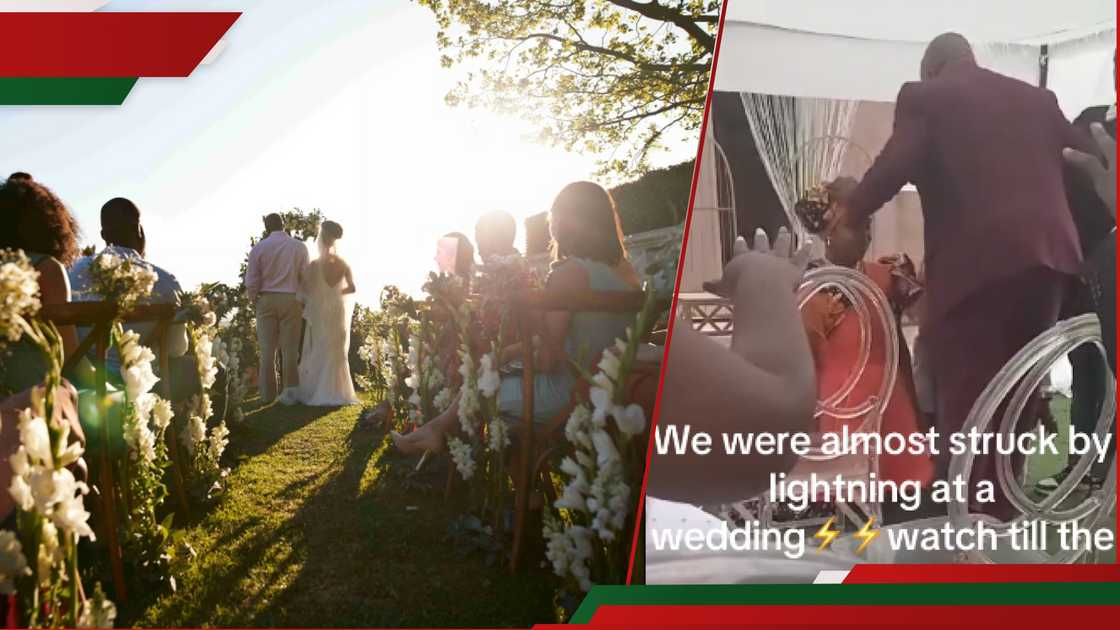 We were almost struck by
lightning at a
wedding⚡⚡watch till the